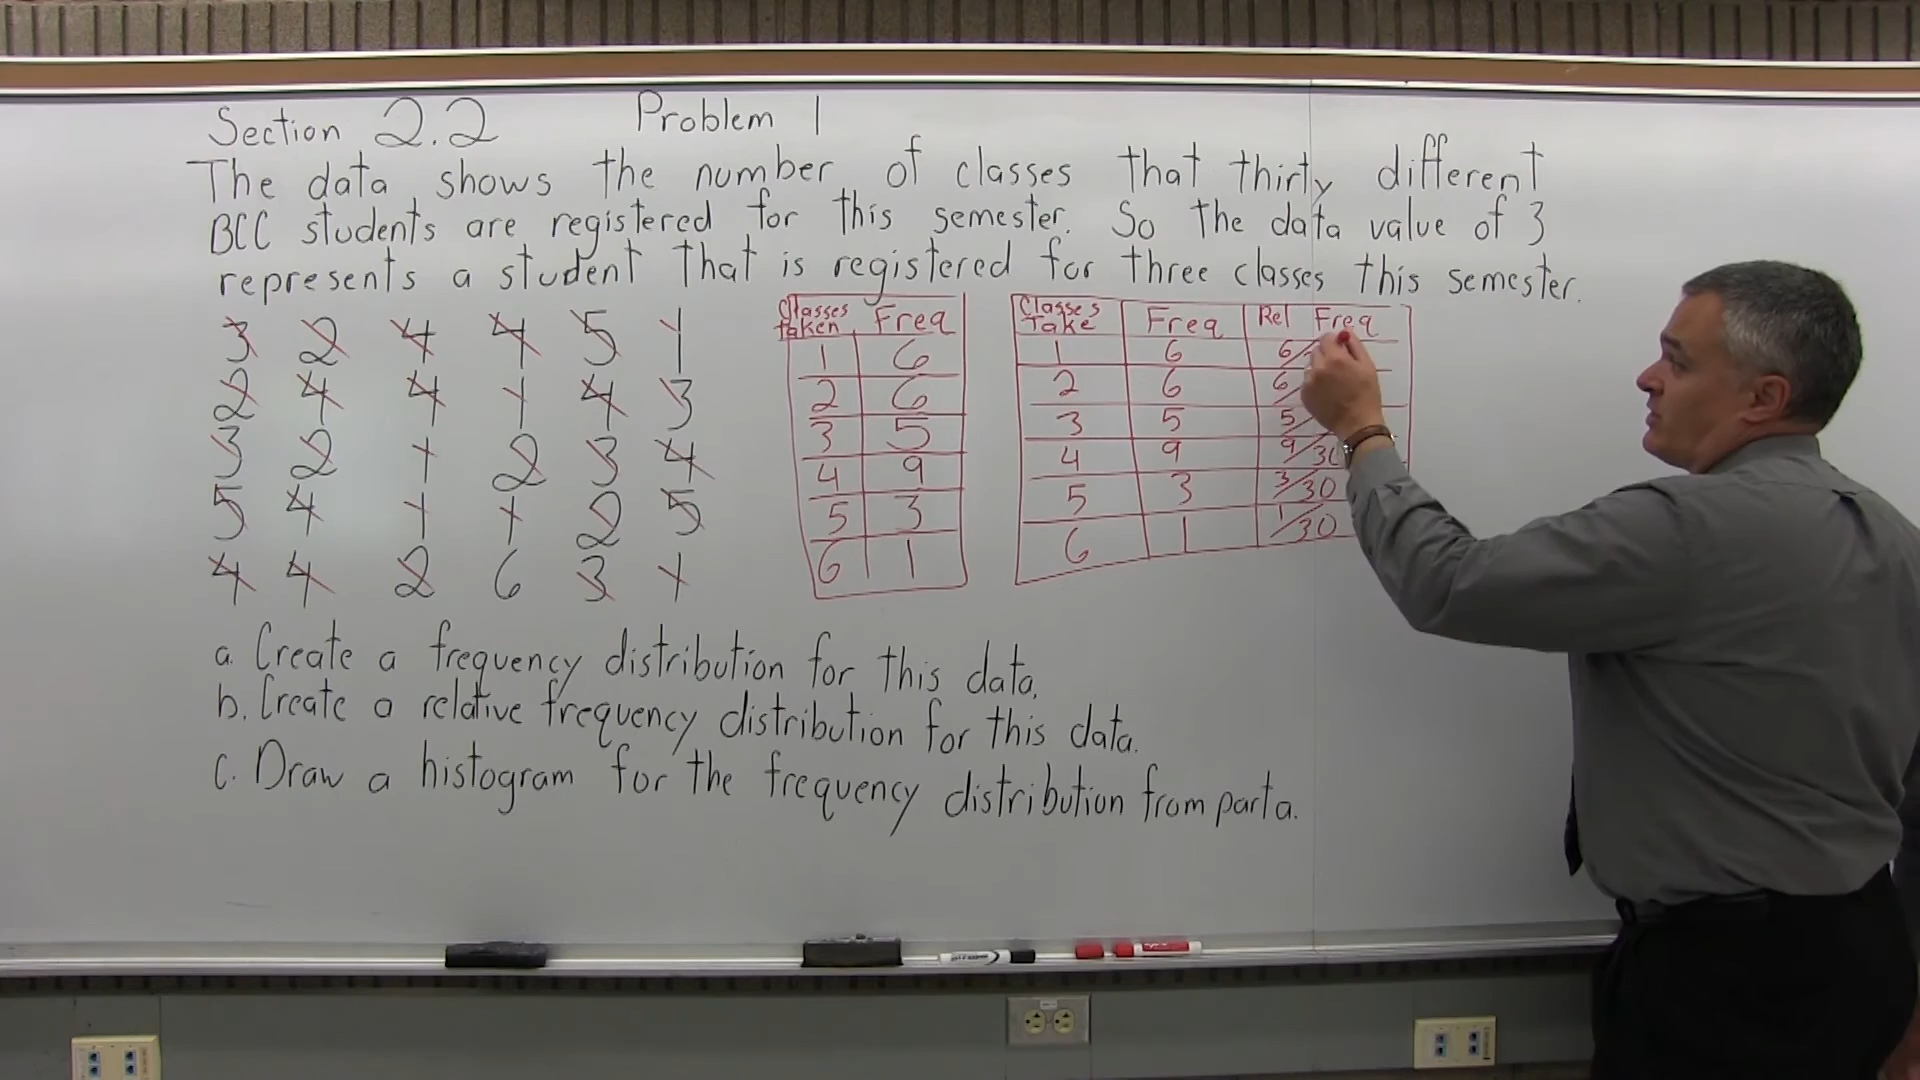 Section 2.2 Problem 1
The data shows the number of classes that thirty different
BCC students are registered for this semester. So the data value of 3
represents a student that is registered for three classes this semester.
3 2 4 4 5 1
2 4 4 1 4 3
3 2 1 2 3 4
5 4 1 1 2 5
4 4 2 6 3 1
Classes taken Freq
1 6
2 6
3 5
4 9
5 3
6 1
Classes Take Freq Rel Freq
1 6 6/
2 6 6/
3 5 5/
4 9 9/30
5 3 3/30
6 1 1/30
a. Create a frequency distribution for this data.
b. Create a relative frequency distribution for this data.
c. Draw a histogram for the frequency distribution from part a.